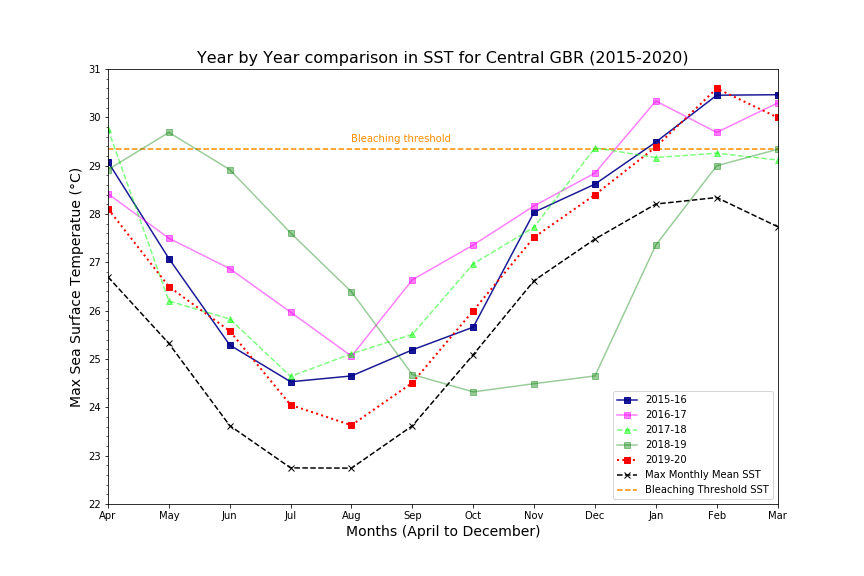 Year by Year comparison in SST for Central GBR (2015-2020)
31
30
29
28
27
26
25
24
23
22
Max Sea Surface Temperatue (°C)
Bleaching threshold
2015-16
2016-17
2017-18
2018-19
2019-20
Max Monthly Mean SST
Bleaching Threshold SST
Apr May Jun Jul Aug Sep Oct Nov Dec Jan Feb Mar
Months (April to December)